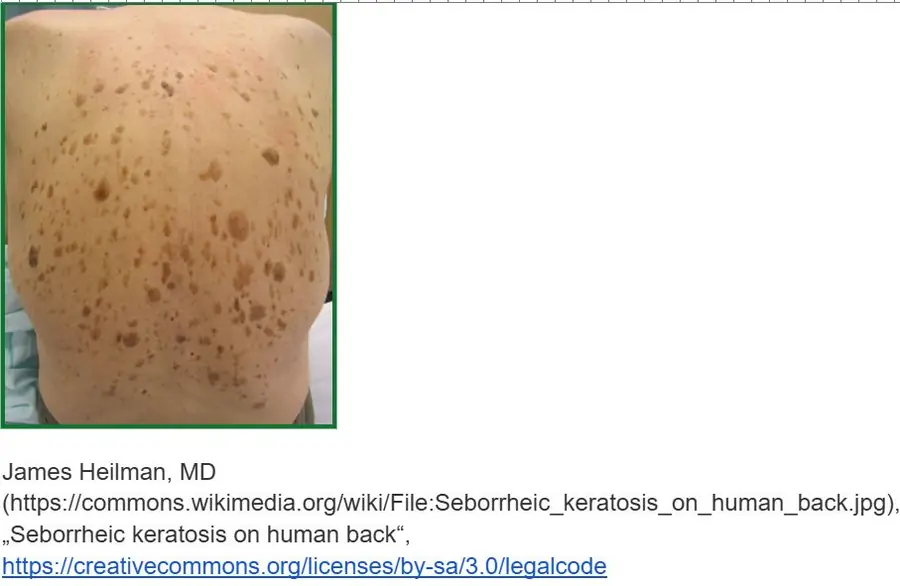 James Heilman, MD
(https://commons.wikimedia.org/wiki/File:Seborrheic_keratosis_on_human_back.jpg),
„Seborrheic keratosis on human back“,
https://creativecommons.org/licenses/by-sa/3.0/legalcode